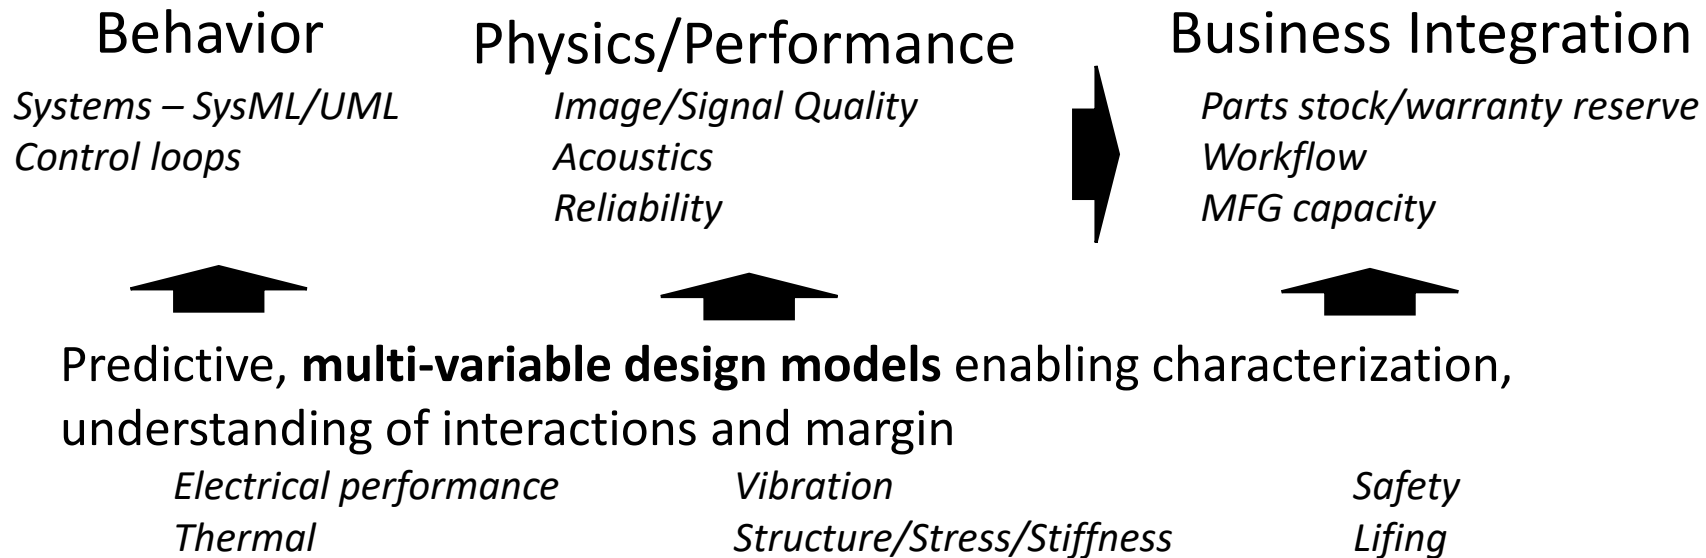 Behavior
Systems – SysML/UML
Control loops
Physics/Performance
Image/Signal Quality
Acoustics
Reliability
Business Integration
Parts stock/warranty reserve
Workflow
MFG capacity
Predictive, multi-variable design models enabling characterization,
understanding of interactions and margin
Electrical performance
Thermal
Vibration
Structure/Stress/Stiffness
Safety
Lifing